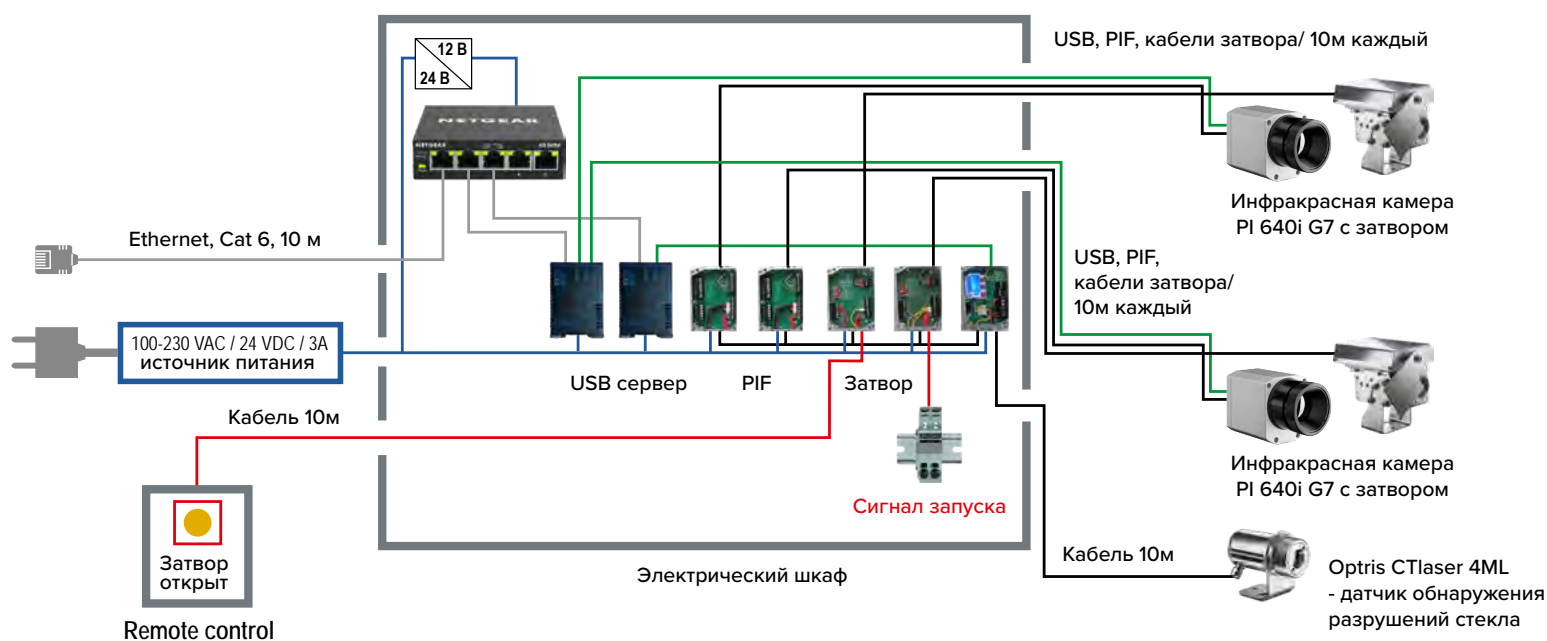 USB, PIF, кабели затвора/ 10м каждый
12 В
24 В
NETGEAR
NETGEAR
Инфракрасная камера
PI 640i G7 с затвором
Ethernet, Cat 6, 10 м
USB, PIF,
кабели затвора/
10м каждый
100-230 VAC / 24 VDC / 3A
источник питания
USB сервер
PIF
Затвор
Кабель 10м
Инфракрасная камера
PI 640i G7 с затвором
Сигнал запуска
Затвор
открыт
Remote control
Электрический шкаф
Кабель 10м
Optris CTlaser 4ML
- датчик обнаружения
разрушений стекла